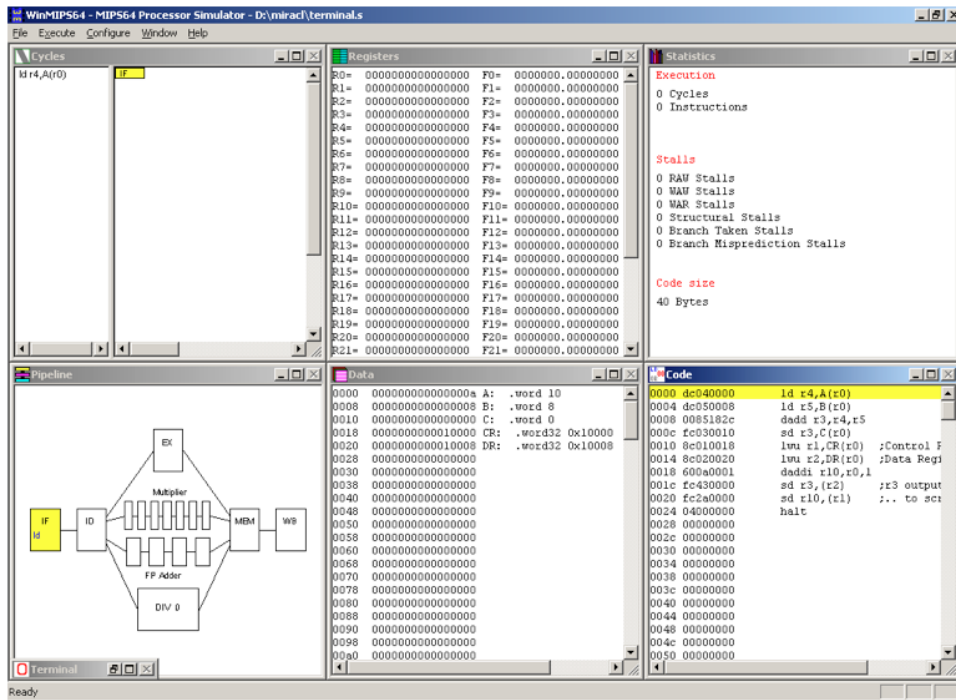 WinMIPS64 - MIPS64 Processor Simulator - D:\miracl\terminal.s
File Execute Configure Window Help
Cycles
ld r4,A(r0)
IF
Registers
R0= 0000000000000000 F0= 0000000.00000000
R1= 0000000000000000 F1= 0000000.00000000
R2= 0000000000000000 F2= 0000000.00000000
R3= 0000000000000000 F3= 0000000.00000000
R4= 0000000000000000 F4= 0000000.00000000
R5= 0000000000000000 F5= 0000000.00000000
R6= 0000000000000000 F6= 0000000.00000000
R7= 0000000000000000 F7= 0000000.00000000
R8= 0000000000000000 F8= 0000000.00000000
R9= 0000000000000000 F9= 0000000.00000000
R10= 0000000000000000 F10= 0000000.00000000
R11= 0000000000000000 F11= 0000000.00000000
R12= 0000000000000000 F12= 0000000.00000000
R13= 0000000000000000 F13= 0000000.00000000
R14= 0000000000000000 F14= 0000000.00000000
R15= 0000000000000000 F15= 0000000.00000000
R16= 0000000000000000 F16= 0000000.00000000
R17= 0000000000000000 F17= 0000000.00000000
R18= 0000000000000000 F18= 0000000.00000000
R19= 0000000000000000 F19= 0000000.00000000
R20= 0000000000000000 F20= 0000000.00000000
R21= 0000000000000000 F21= 0000000.00000000
Statistics
Execution
0 Cycles
0 Instructions
Stalls
0 RAW Stalls
0 WAW Stalls
0 WAR Stalls
0 Structural Stalls
0 Branch Taken Stalls
0 Branch Misprediction Stalls
Code size
40 Bytes
Pipeline
EX
Multiplier
IF
ld
ID
MEM
WB
FP Adder
DIV 0
Terminal
Data
0000 000000000000000a A: .word 10
0008 0000000000000008 B: .word 8
0010 0000000000000000 C: .word 0
0018 0000000000010000 CR: .word32 0x10000
0020 0000000000010008 DR: .word32 0x10008
0028 0000000000000000
0030 0000000000000000
0038 0000000000000000
0040 0000000000000000
0048 0000000000000000
0050 0000000000000000
0058 0000000000000000
0060 0000000000000000
0068 0000000000000000
0070 0000000000000000
0078 0000000000000000
0080 0000000000000000
0088 0000000000000000
0090 0000000000000000
0098 0000000000000000
00a0 0000000000000000
Code
0000 dc040000 ld r4,A(r0)
0004 dc050008 ld r5,B(r0)
0008 0085182c dadd r3,r4,r5
000c fc030010 sd r3,C(r0)
0010 8c010018 lwu r1,CR(r0) ;Control R
0014 8c020020 lwu r2,DR(r0) ;Data Regi
0018 600a0001 daddi r10,r0,1
001c fc430000 sd r3,(r2) ;r3 output
0020 fc2a0000 sd r10,(r1) ;.. to scr
0024 04000000 halt
0028 00000000
002c 00000000
0030 00000000
0034 00000000
0038 00000000
003c 00000000
0040 00000000
0044 00000000
0048 00000000
004c 00000000
0050 00000000
Ready